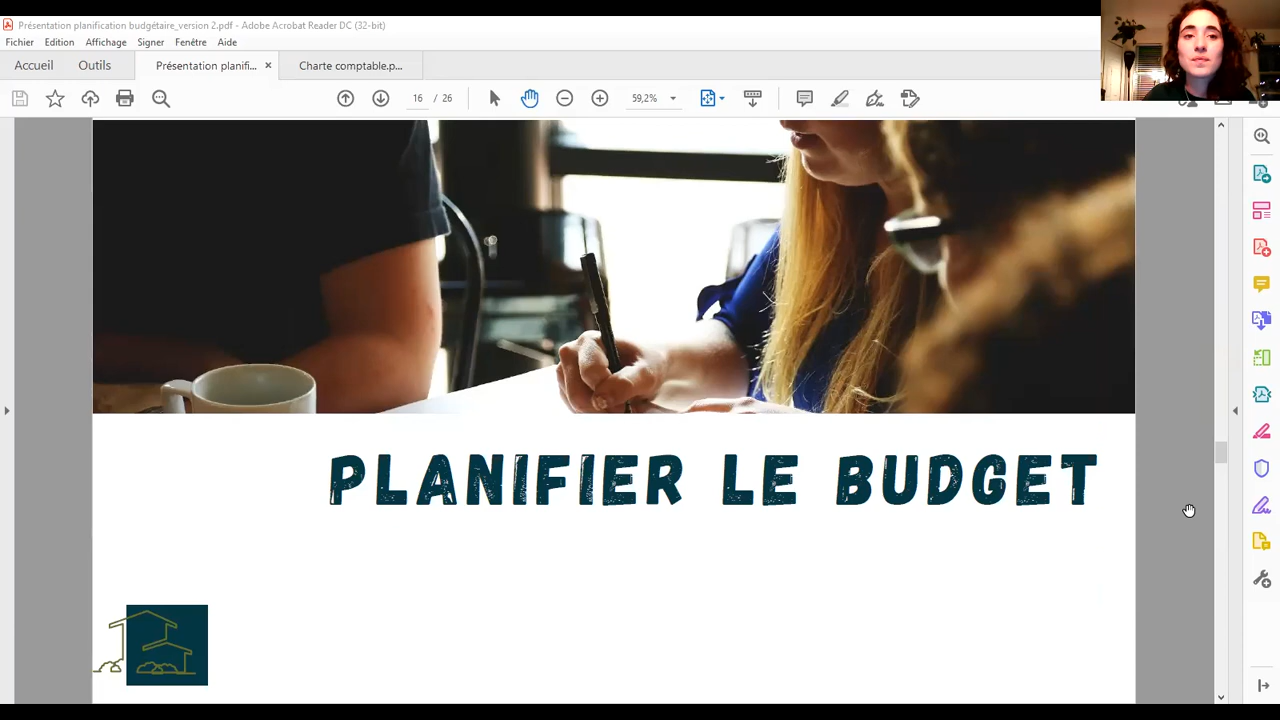 Présentation planification budgétaire_version 2.pdf - Adobe Acrobat Reader DC (32-bit)
Fichier Edition Affichage Signer Fenêtre Aide
Accueil Outils Présentation planifi... × Charte comptable.p...
16 / 26 59,2%
PLANIFIER LE BUDGET